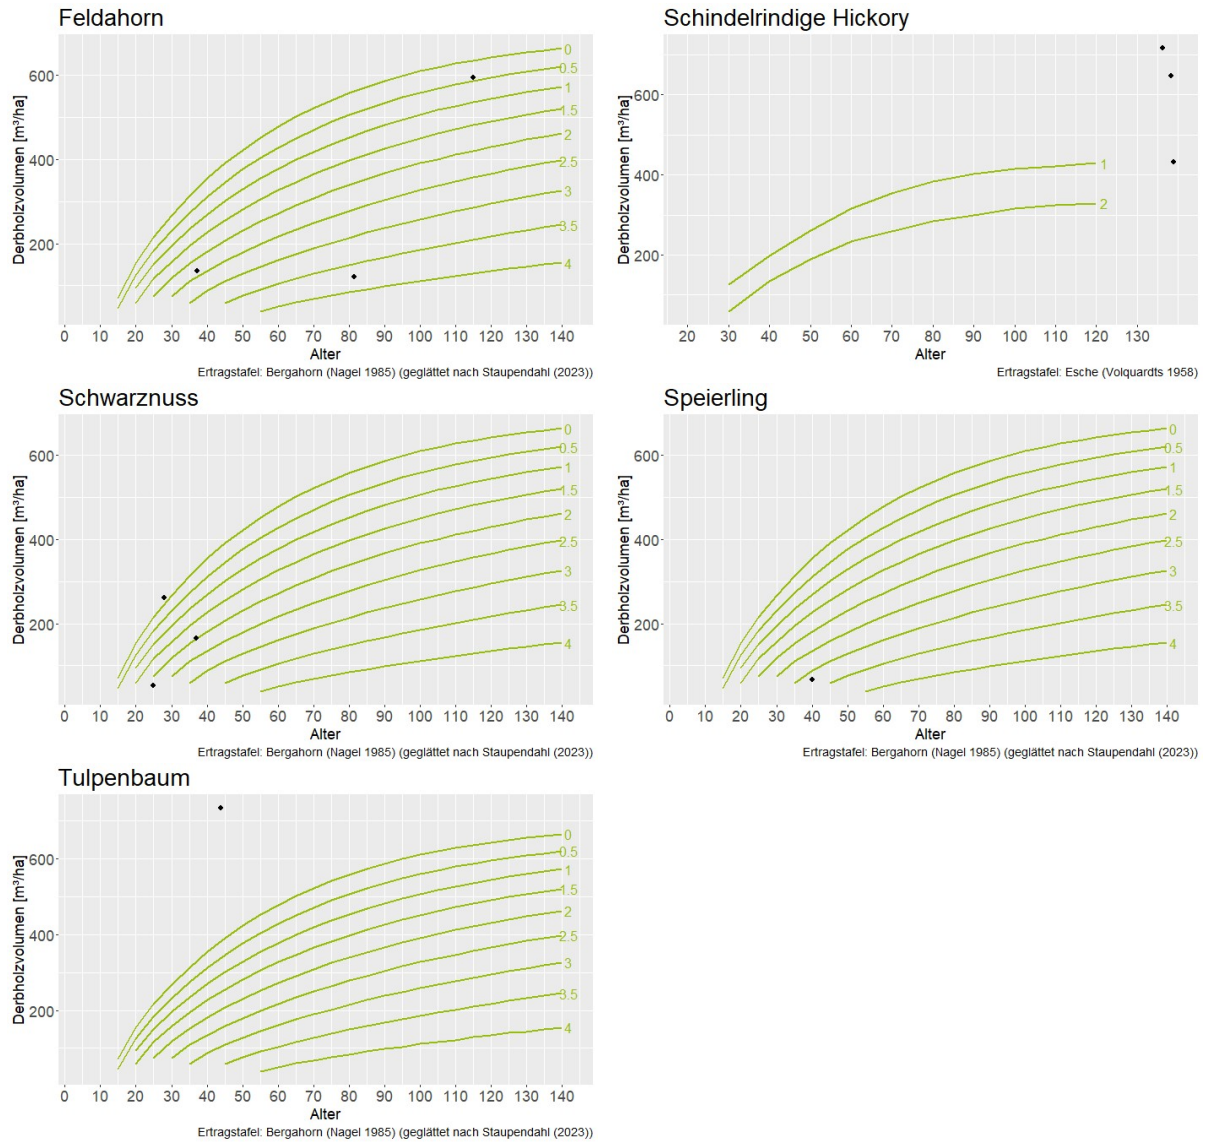 Feldahorn
Derbholzvolumen [m³/ha]
600
400
200
0
0.5
1
1.5
2
2.5
3
3.5
4
0 10 20 30 40 50 60 70 80 90 100 110 120 130 140
Alter
Ertragstafel: Bergahorn (Nagel 1985) (geglättet nach Staupendahl (2023))
Schindelrindige Hickory
Derbholzvolumen [m³/ha]
600
400
200
1
2
20 30 40 50 60 70 80 90 100 110 120 130
Alter
Ertragstafel: Esche (Volquardts 1958)
Schwarznuss
Derbholzvolumen [m³/ha]
600
400
200
0
0.5
1
1.5
2
2.5
3
3.5
4
0 10 20 30 40 50 60 70 80 90 100 110 120 130 140
Alter
Ertragstafel: Bergahorn (Nagel 1985) (geglättet nach Staupendahl (2023))
Speierling
Derbholzvolumen [m³/ha]
600
400
200
0
0.5
1
1.5
2
2.5
3
3.5
4
0 10 20 30 40 50 60 70 80 90 100 110 120 130 140
Alter
Ertragstafel: Bergahorn (Nagel 1985) (geglättet nach Staupendahl (2023))
Tulpenbaum
Derbholzvolumen [m³/ha]
600
400
200
0
0.5
1
1.5
2
2.5
3
3.5
4
0 10 20 30 40 50 60 70 80 90 100 110 120 130 140
Alter
Ertragstafel: Bergahorn (Nagel 1985) (geglättet nach Staupendahl (2023))